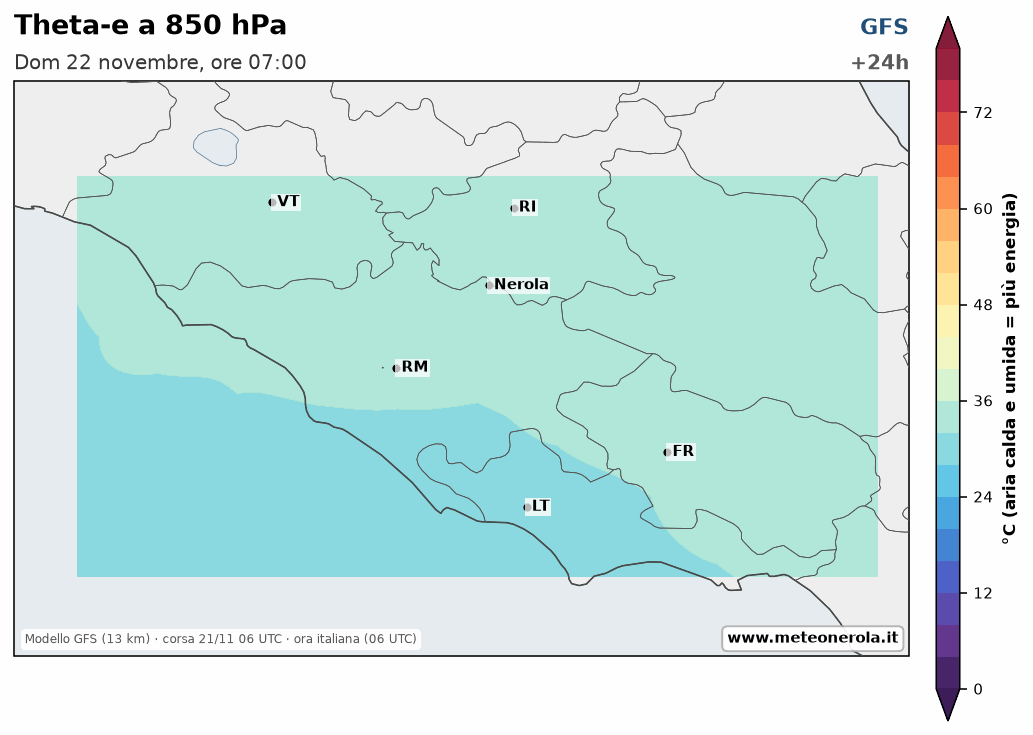 Theta-e a 850 hPa
GFS
Dom 22 novembre, ore 07:00
+24h
VT
RI
Nerola
RM
FR
LT
72
60
48
36
24
12
0
°C (aria calda e umida = più energia)
Modello GFS (13 km) · corsa 21/11 06 UTC · ora italiana (06 UTC)
www.meteonerola.it